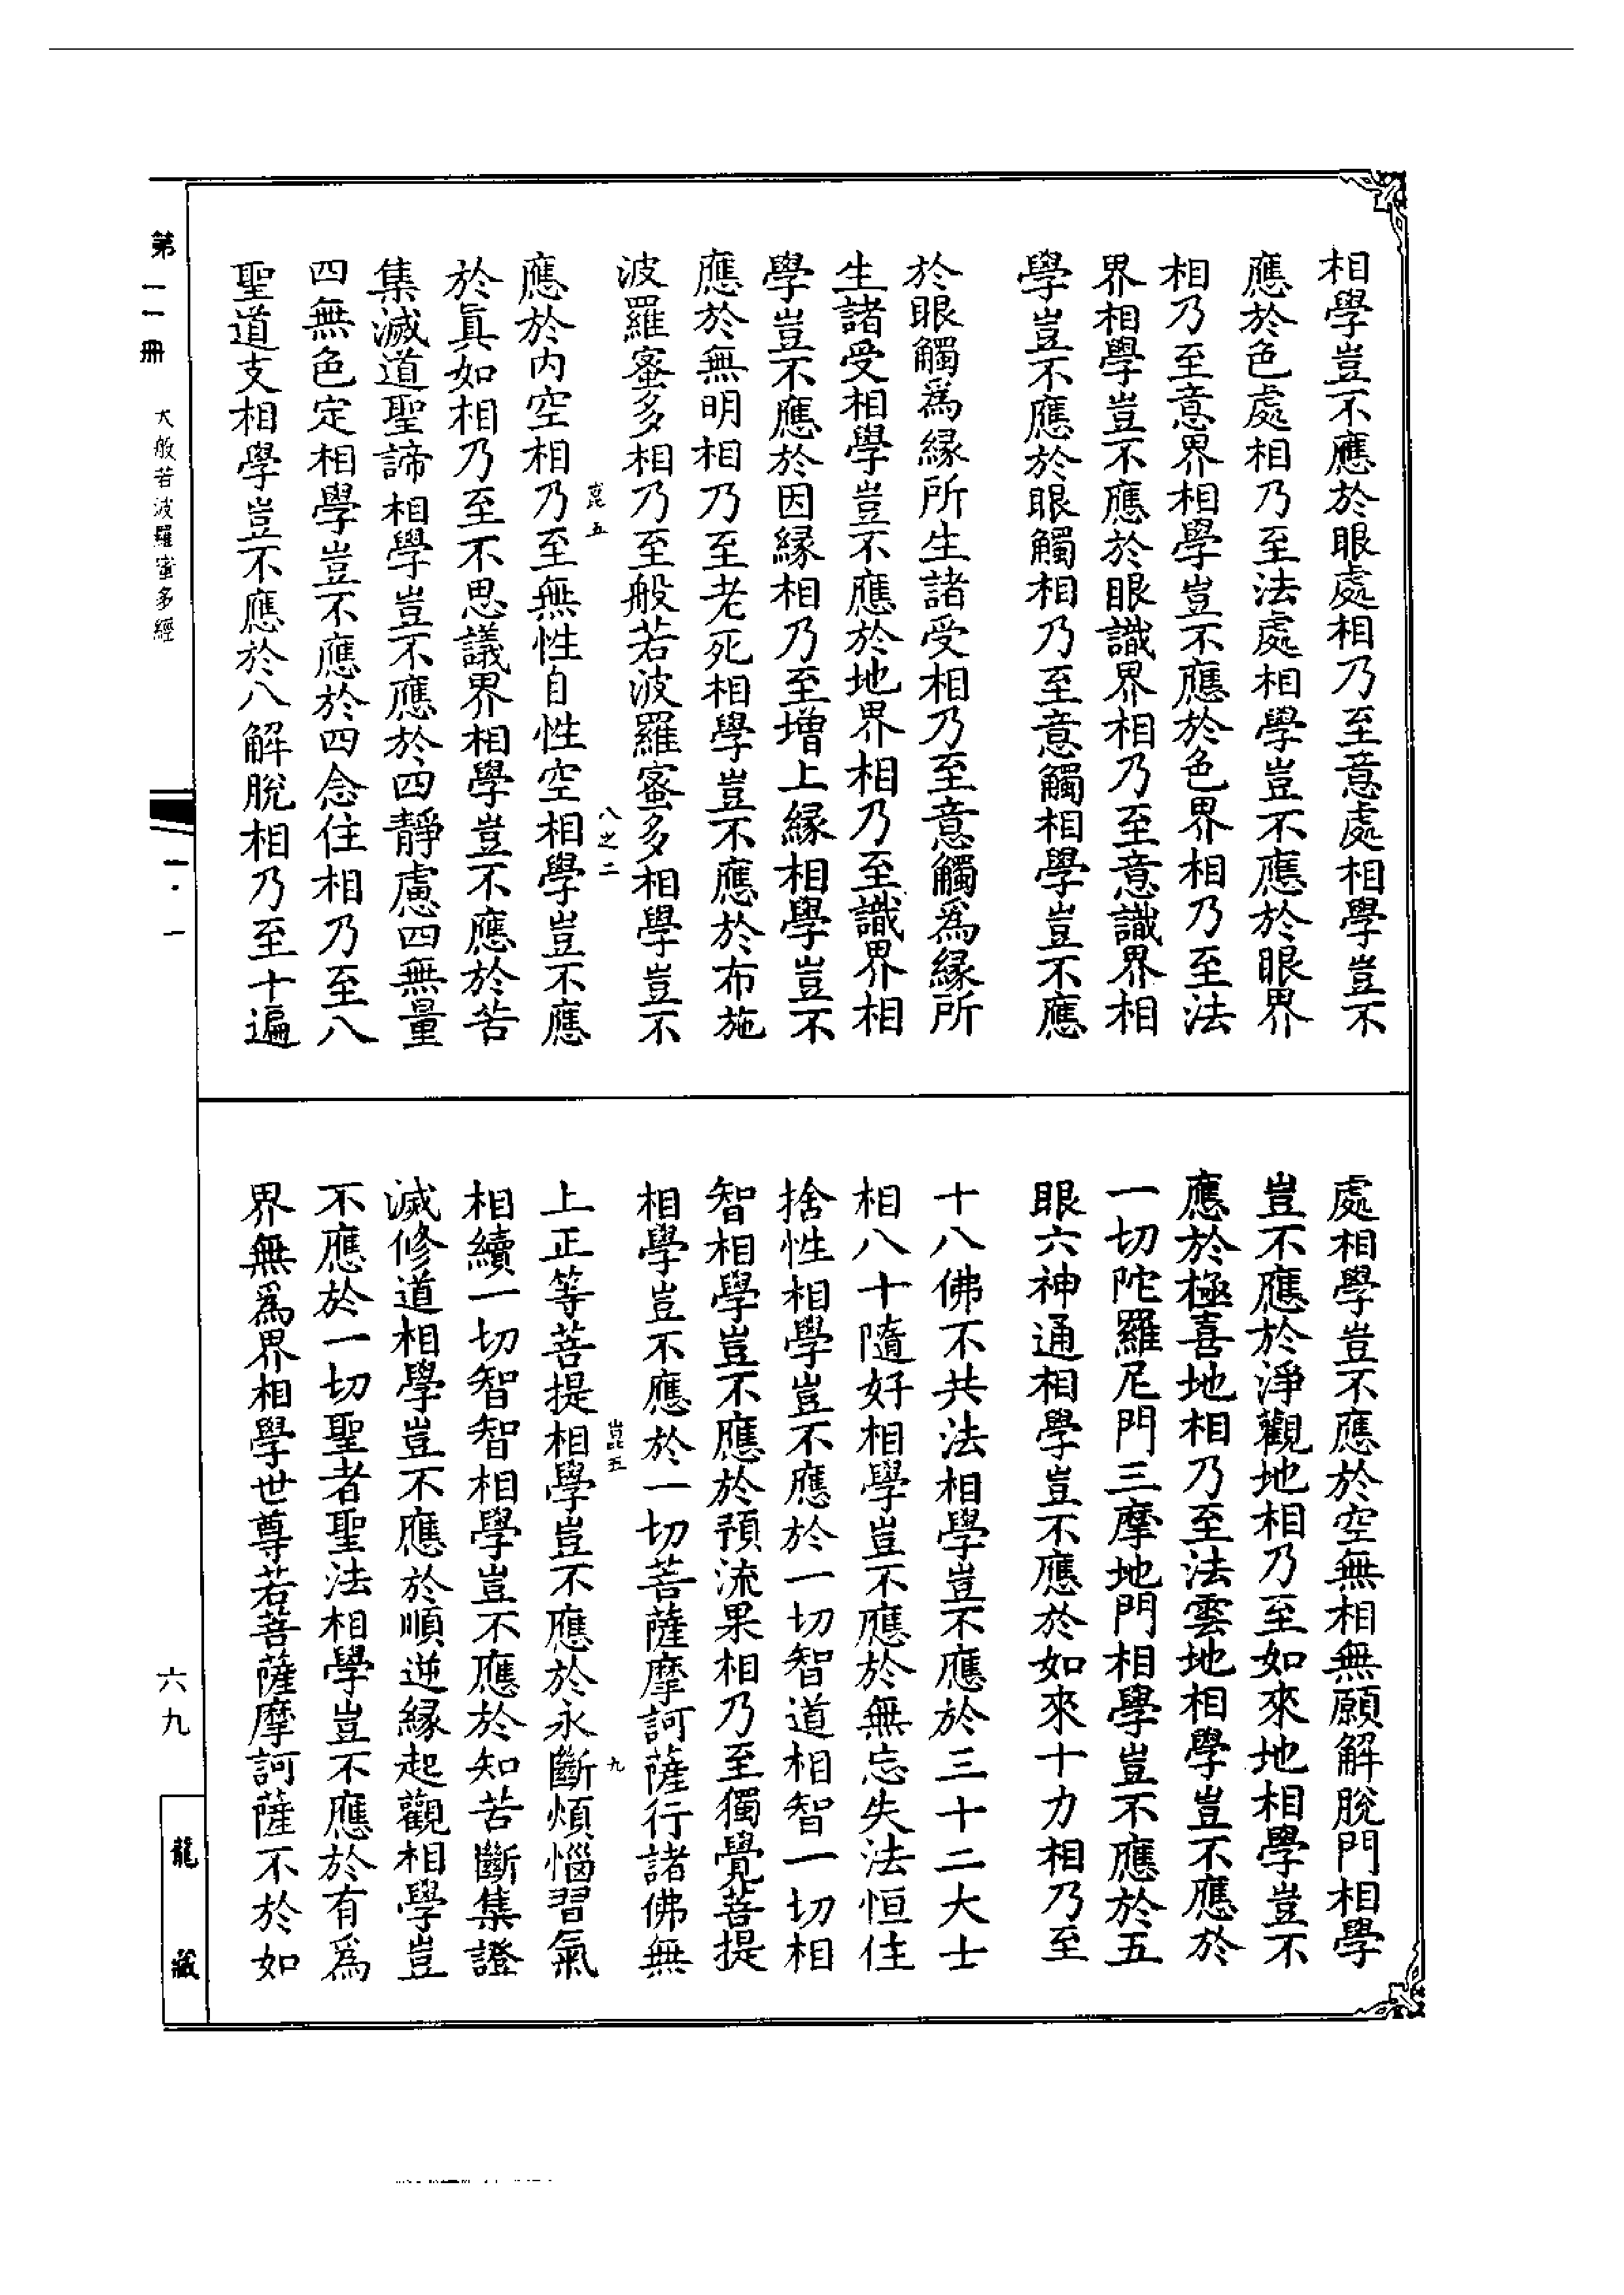 相學豈不應於眼處相乃至意處相學豈不
應於色處相乃至法處相學豈不應於眼界
相乃至意界相學豈不應於色界相乃至法
界相學豈不應於眼識界相乃至意識界相
學豈不應於眼觸相乃至意觸相學豈不應
於眼觸爲緣所生諸受相乃至意觸爲緣所
生諸受相學豈不應於地界相乃至識界相
學豈不應於因緣相乃至增上緣相學豈不
應於無明相乃至老死相學豈不應於布施
波羅蜜多相乃至般若波羅蜜多相學豈不
崑五
八之二
應於內空相乃至無性自性空相學豈不應
於眞如相乃至不思議界相學豈不應於苦
集滅道聖諦相學豈不應於四靜慮四無量
四無色定相學豈不應於四念住相乃至八
聖道支相學豈不應於八解脫相乃至十遍
處相學豈不應於空無相無願解脫門相學
豈不應於淨觀地相乃至如來地相學豈不
應於極喜地相乃至法雲地相學豈不應於
一切陀羅尼門三摩地門相學豈不應於五
眼六神通相學豈不應於如來十力相乃至
十八佛不共法相學豈不應於三十二大士
相八十隨好相學豈不應於無忘失法恒住
捨性相學豈不應於一切智道相智一切相
智相學豈不應於預流果相乃至獨覺菩提
相學豈不應於一切菩薩摩訶薩行諸佛無
崑五
九
上正等菩提相學豈不應於永斷煩惱習氣
相續一切智智相學豈不應於知苦斷集證
滅修道相學豈不應於順逆緣起觀相學豈
不應於一切聖者聖法相學豈不應於有爲
界無爲界相學世尊若菩薩摩訶薩不於如
第一一冊
大般若波羅蜜多經
一·一
六九
龍藏